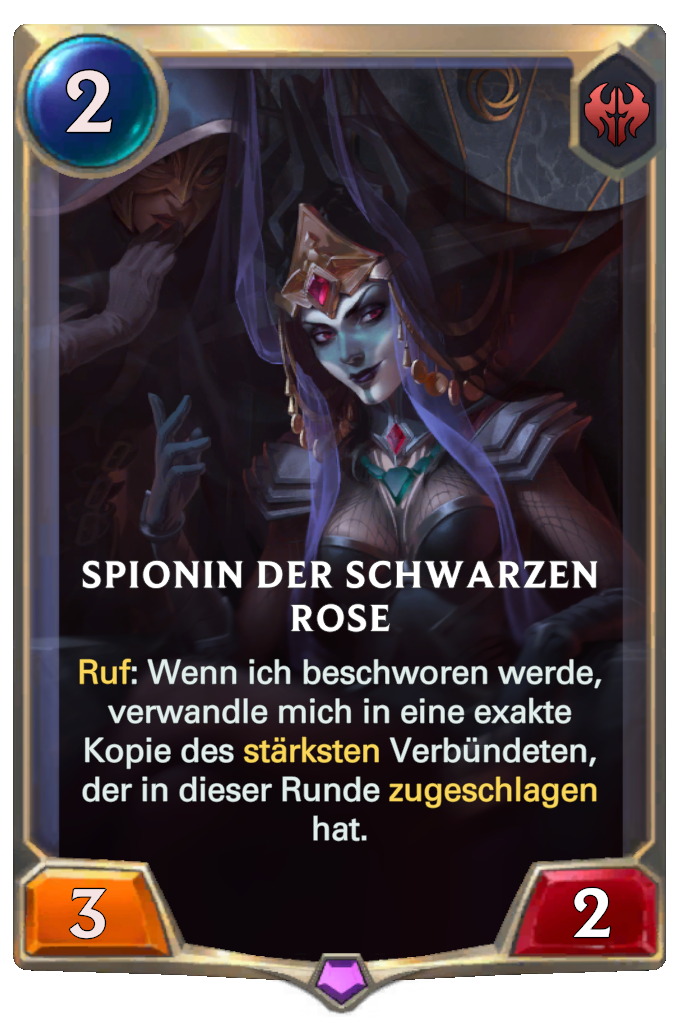 2
SPIONIN DER SCHWARZEN
ROSE
Ruf: Wenn ich beschworen werde,
verwandle mich in eine exakte
Kopie des stärksten Verbündeten,
der in dieser Runde zugeschlagen
hat.
3
2